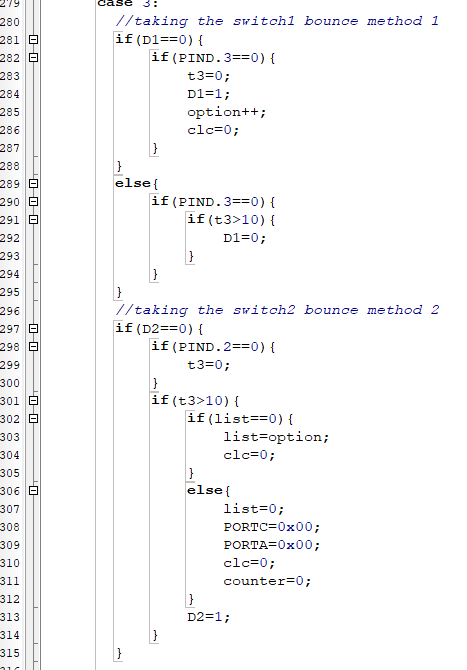 279 case 3:
280 //taking the switch1 bounce method 1
281 if(D1==0){
282 if(PIND.3==0){
283 t3=0;
284 D1=1;
285 option++;
286 clc=0;
287 }
288 }
289 else{
290 if(PIND.3==0){
291 if(t3>10){
292 D1=0;
293 }
294 }
295 }
296 //taking the switch2 bounce method 2
297 if(D2==0){
298 if(PIND.2==0){
299 t3=0;
300 }
301 if(t3>10){
302 if(list==0){
303 list=option;
304 clc=0;
305 }
306 else{
307 list=0;
308 PORTC=0x00;
309 PORTA=0x00;
310 clc=0;
311 counter=0;
312 }
313 D2=1;
314 }
315 }